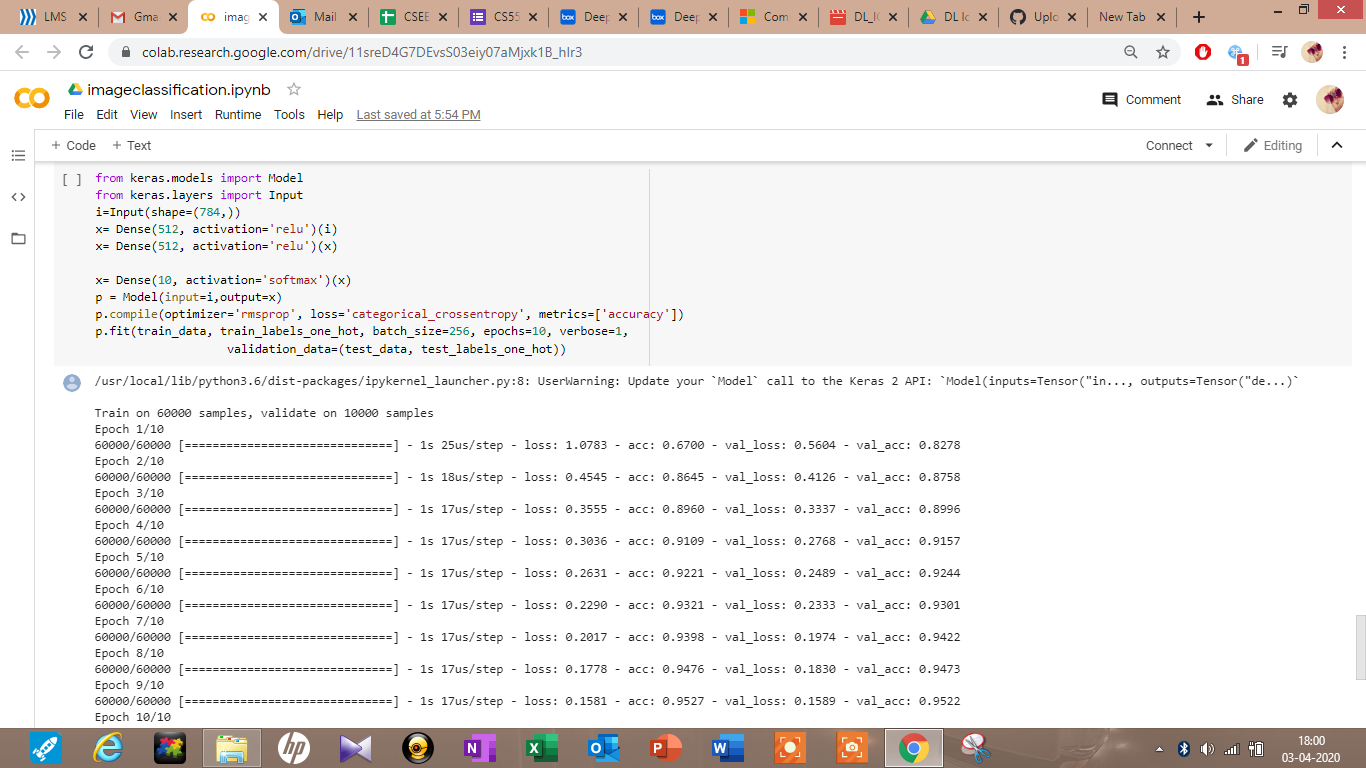 LMS
Gma
imag
Mail
CSEE
CS55
Deep
Deep
Com
DL_IC
DL Ic
Uplo
New Tab
colab.research.google.com/drive/11sreD4G7DEvsS03eiy07aMjxk1B_hIr3
1
imageclassification.ipynb
File Edit View Insert Runtime Tools Help Last saved at 5:54 PM
Comment Share
+ Code + Text
Connect Editing
[ ] from keras.models import Model
from keras.layers import Input
i=Input(shape=(784,))
x= Dense(512, activation='relu')(i)
x= Dense(512, activation='relu')(x)
x= Dense(10, activation='softmax')(x)
p = Model(input=i,output=x)
p.compile(optimizer='rmsprop', loss='categorical_crossentropy', metrics=['accuracy'])
p.fit(train_data, train_labels_one_hot, batch_size=256, epochs=10, verbose=1,
validation_data=(test_data, test_labels_one_hot))
/usr/local/lib/python3.6/dist-packages/ipykernel_launcher.py:8: UserWarning: Update your `Model` call to the Keras 2 API: `Model(inputs=Tensor("in..., outputs=Tensor("de...)`
Train on 60000 samples, validate on 10000 samples
Epoch 1/10
60000/60000 [==============================] - 1s 25us/step - loss: 1.0783 - acc: 0.6700 - val_loss: 0.5604 - val_acc: 0.8278
Epoch 2/10
60000/60000 [==============================] - 1s 18us/step - loss: 0.4545 - acc: 0.8645 - val_loss: 0.4126 - val_acc: 0.8758
Epoch 3/10
60000/60000 [==============================] - 1s 17us/step - loss: 0.3555 - acc: 0.8960 - val_loss: 0.3337 - val_acc: 0.8996
Epoch 4/10
60000/60000 [==============================] - 1s 17us/step - loss: 0.3036 - acc: 0.9109 - val_loss: 0.2768 - val_acc: 0.9157
Epoch 5/10
60000/60000 [==============================] - 1s 17us/step - loss: 0.2631 - acc: 0.9221 - val_loss: 0.2489 - val_acc: 0.9244
Epoch 6/10
60000/60000 [==============================] - 1s 17us/step - loss: 0.2290 - acc: 0.9321 - val_loss: 0.2333 - val_acc: 0.9301
Epoch 7/10
60000/60000 [==============================] - 1s 17us/step - loss: 0.2017 - acc: 0.9398 - val_loss: 0.1974 - val_acc: 0.9422
Epoch 8/10
60000/60000 [==============================] - 1s 17us/step - loss: 0.1778 - acc: 0.9476 - val_loss: 0.1830 - val_acc: 0.9473
Epoch 9/10
60000/60000 [==============================] - 1s 17us/step - loss: 0.1581 - acc: 0.9527 - val_loss: 0.1589 - val_acc: 0.9522
Epoch 10/10
18:00
03-04-2020